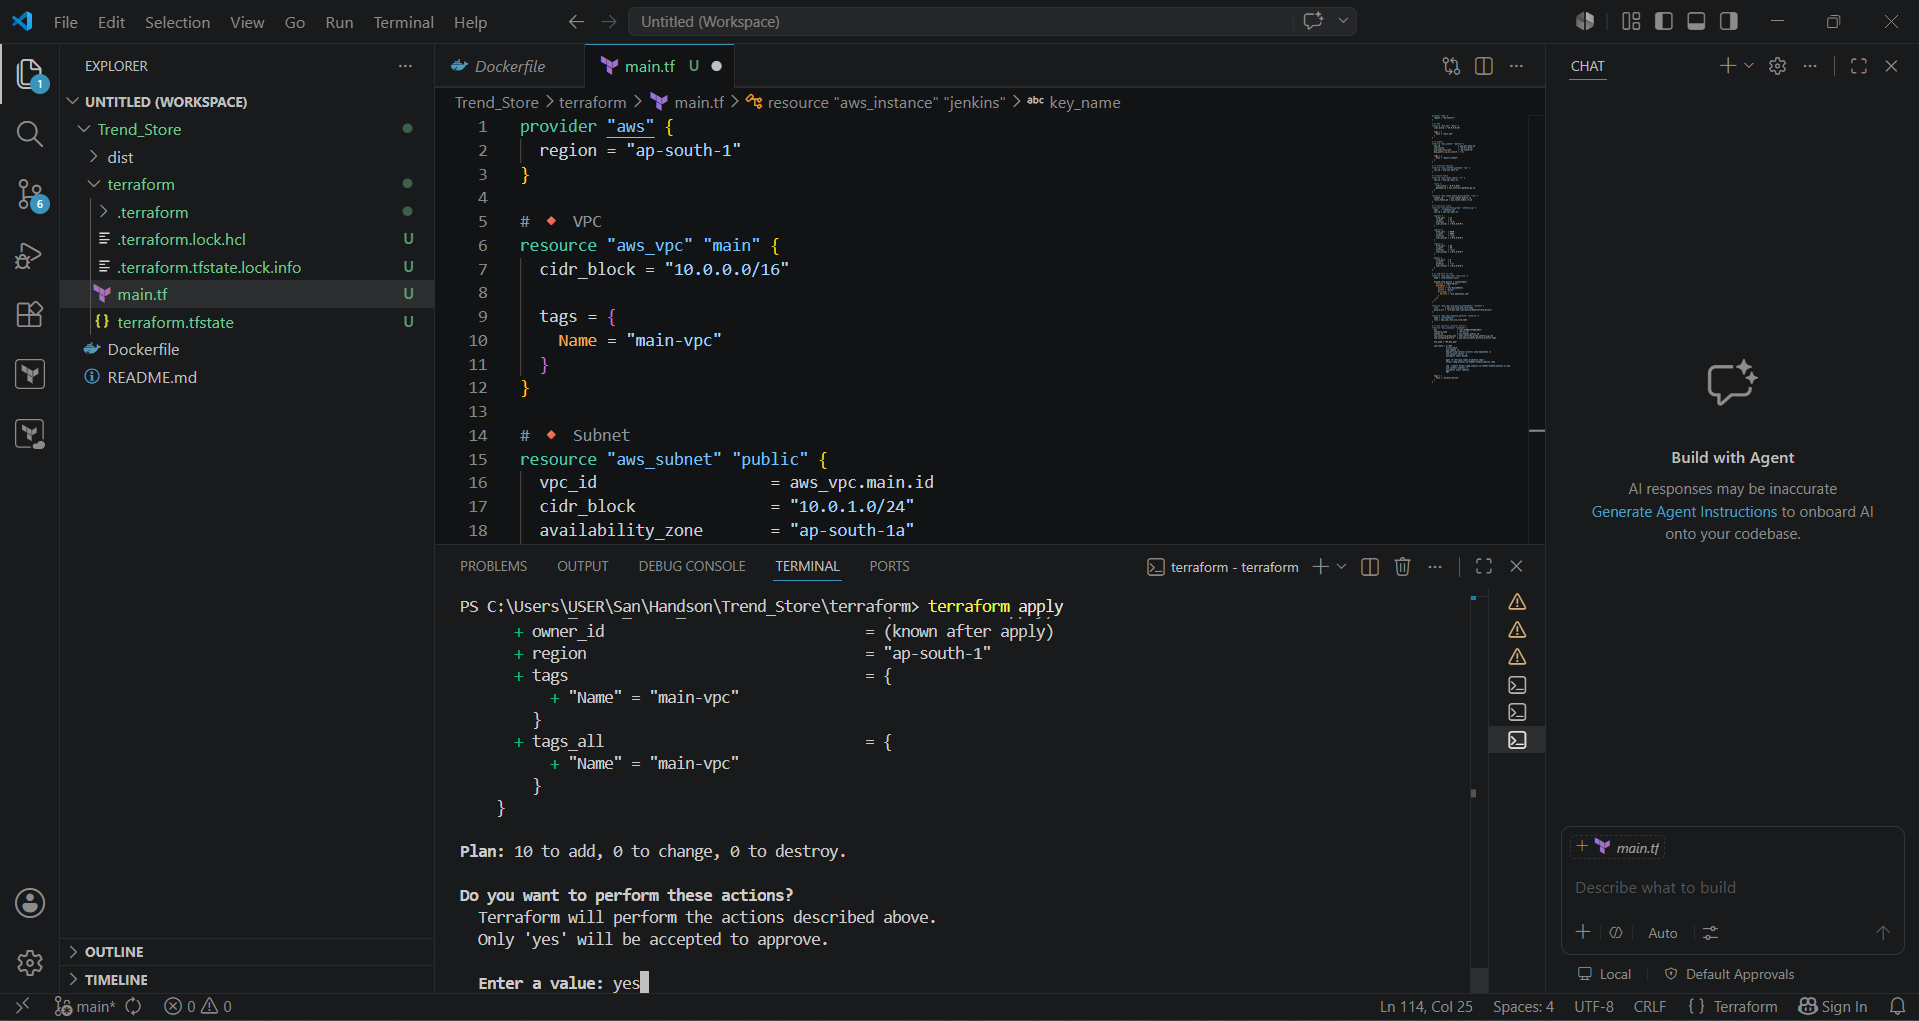 File Edit Selection View Go Run Terminal Help
Untitled (Workspace)
EXPLORER
UNTITLED (WORKSPACE)
Trend_Store
dist
terraform
.terraform
.terraform.lock.hcl U
.terraform.tfstate.lock.info U
main.tf U
terraform.tfstate U
Dockerfile
README.md
OUTLINE
TIMELINE
1
6
Dockerfile
main.tf U
Trend_Store > terraform > main.tf > resource "aws_instance" "jenkins" > abc key_name
1 provider "aws" {
2 region = "ap-south-1"
3 }
4
5 # VPC
6 resource "aws_vpc" "main" {
7 cidr_block = "10.0.0.0/16"
8
9 tags = {
10 Name = "main-vpc"
11 }
12 }
13
14 # Subnet
15 resource "aws_subnet" "public" {
16 vpc_id = aws_vpc.main.id
17 cidr_block = "10.0.1.0/24"
18 availability_zone = "ap-south-1a"
PROBLEMS OUTPUT DEBUG CONSOLE TERMINAL PORTS
terraform - terraform
PS C:\Users\USER\San\Handson\Trend_Store\terraform> terraform apply
+ owner_id = (known after apply)
+ region = "ap-south-1"
+ tags = {
+ "Name" = "main-vpc"
}
+ tags_all = {
+ "Name" = "main-vpc"
}
}
Plan: 10 to add, 0 to change, 0 to destroy.
Do you want to perform these actions?
Terraform will perform the actions described above.
Only 'yes' will be accepted to approve.
Enter a value: yes
CHAT
Build with Agent
AI responses may be inaccurate
Generate Agent Instructions to onboard AI
onto your codebase.
main.tf
Describe what to build
Auto
Local Default Approvals
main* 0 0
Ln 114, Col 25 Spaces: 4 UTF-8 CRLF {} Terraform Sign In